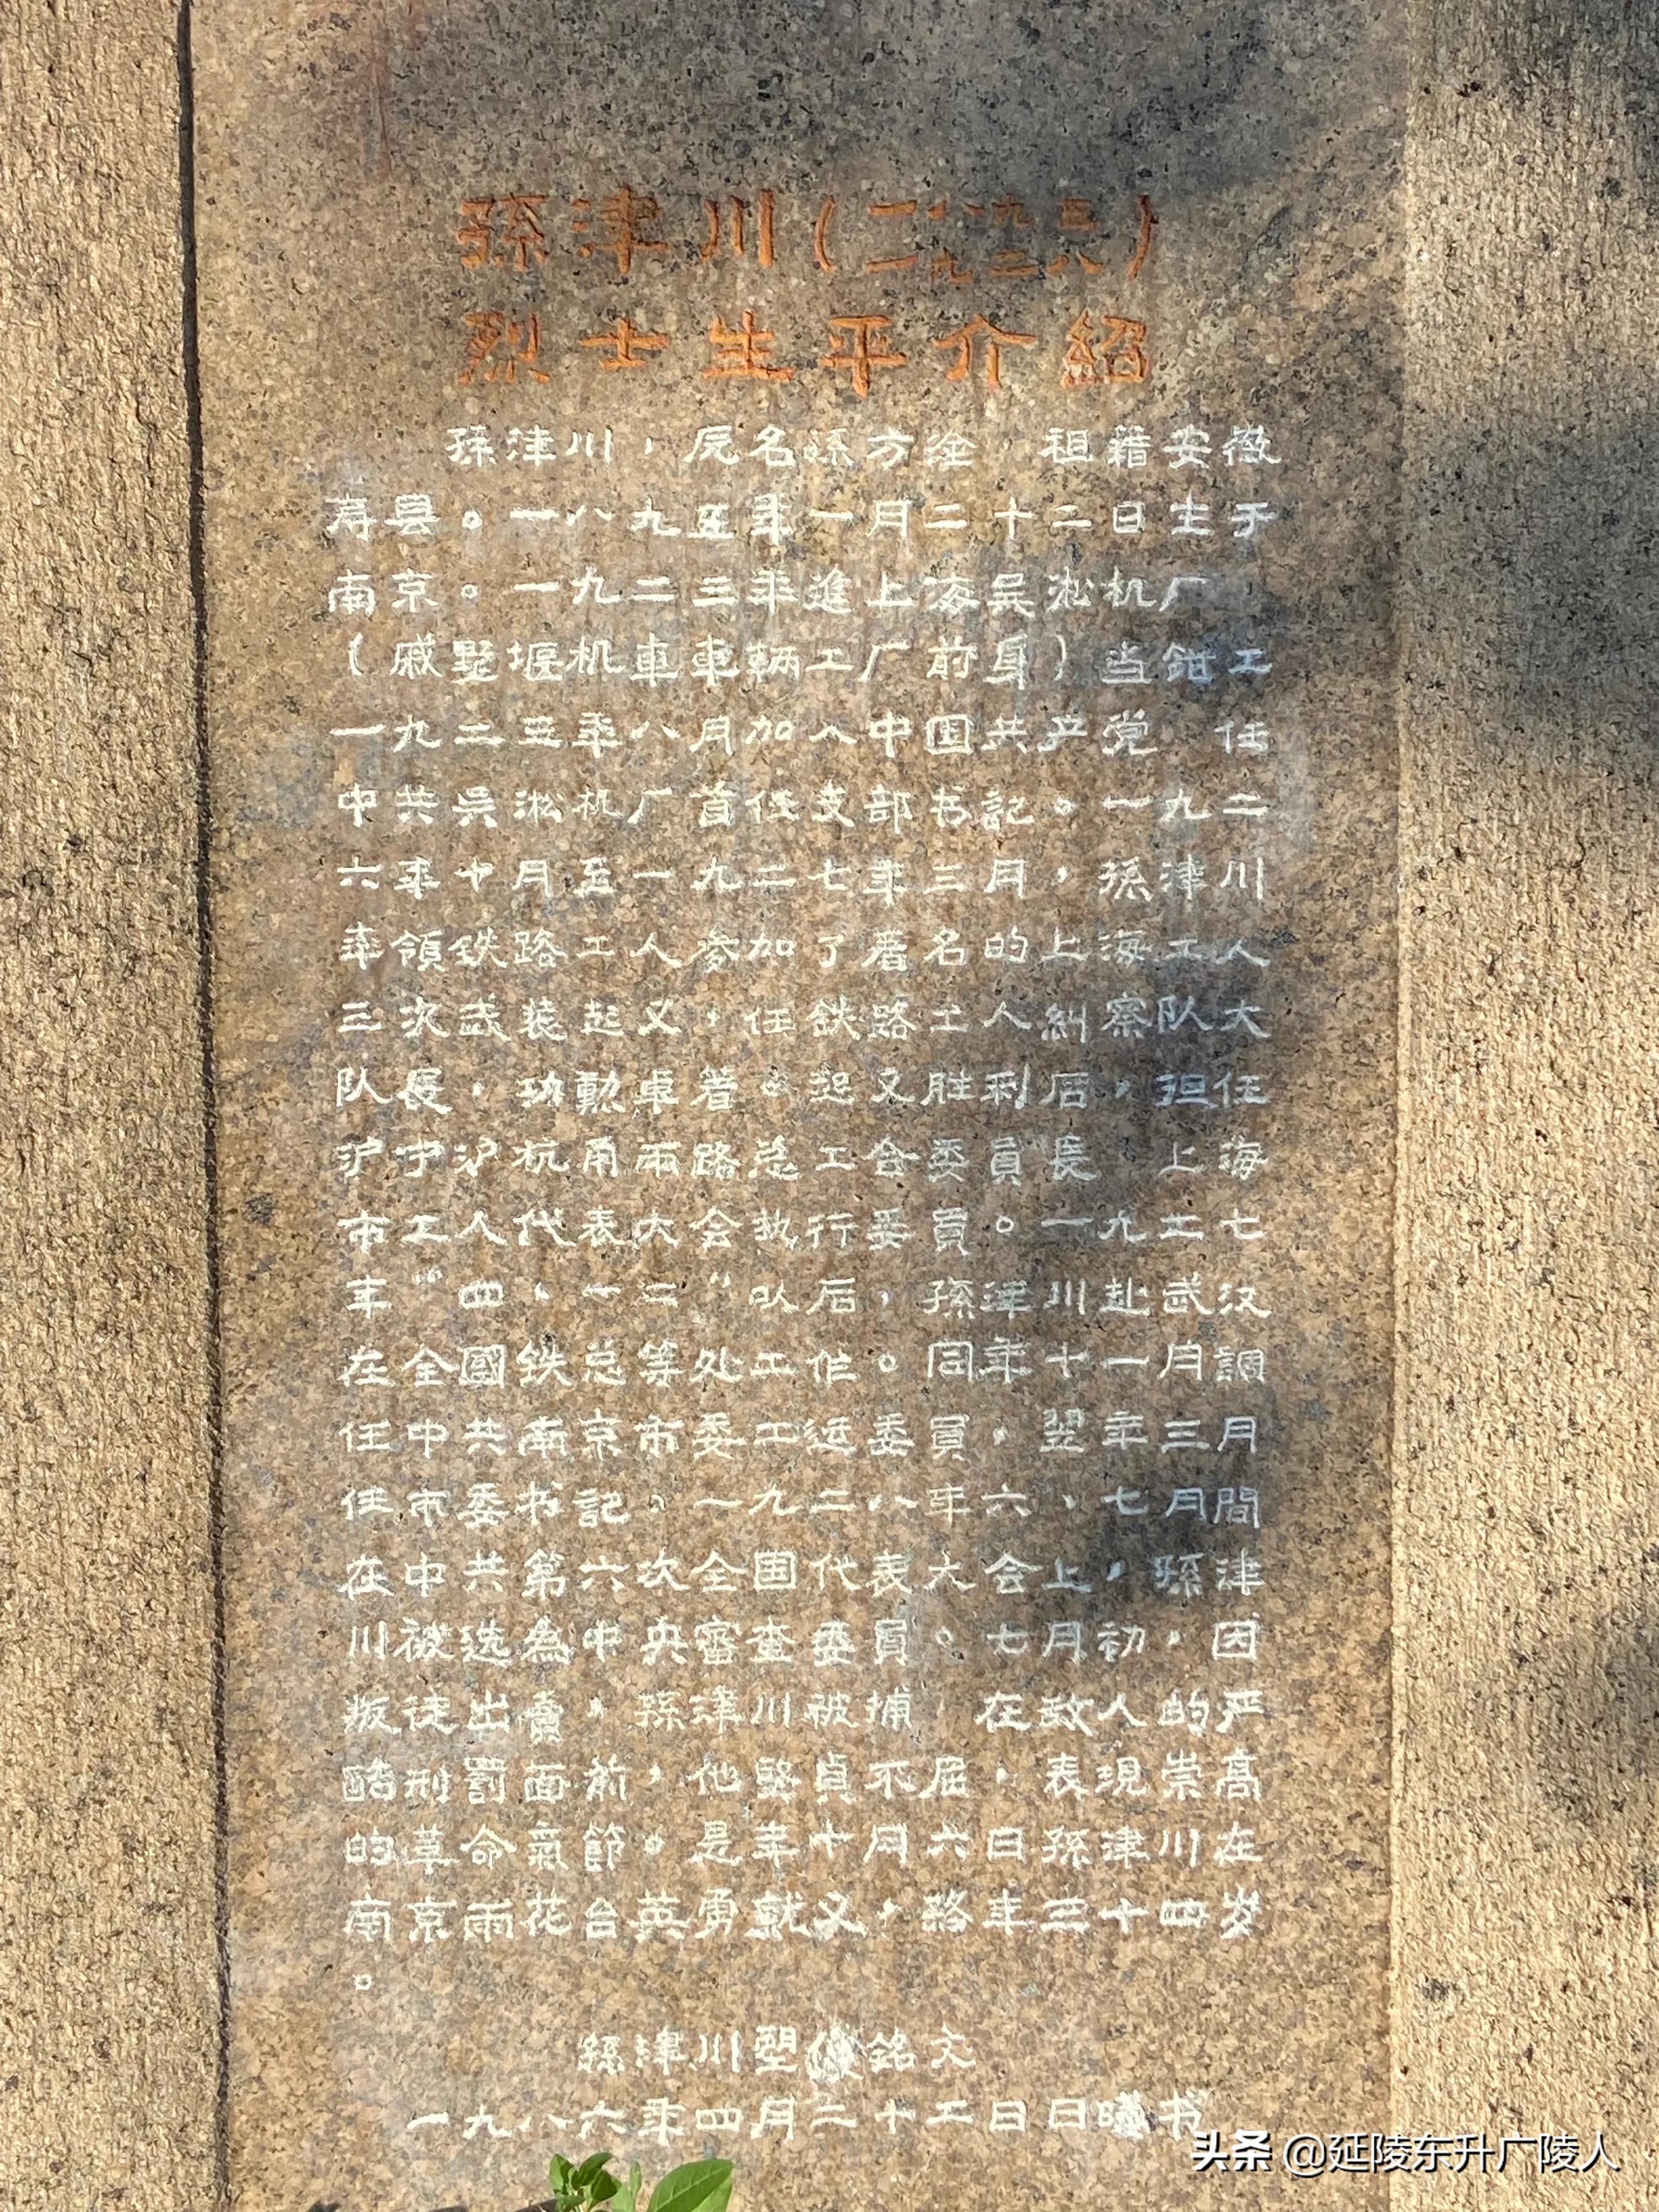 孫津川（一八九五
一九二八）
烈士生平介紹
孫津川，原名孫方淦 祖籍安徽
寿县。一八九五年一月二十二日生于
南京。一九二三年進上海吴淞机厂
（戚墅堰机車車輛工厂前身）当鉗工
一九二五年八月加入中国共产党 任
中共吴淞机厂首任支部书記。一九二
六年十月至一九二七年三月，孫津川
率領铁路工人参加了著名的上海工人
三次武装起义，任铁路工人糾察队大
队長，功勳卓著。起义胜利后，担任
沪宁沪杭甬兩路总工会委員長 上海
市工人代表大会执行委員。一九二七
年“四、一二”以后，孫津川赴武汉
在全國铁总等处工作。同年十一月調
任中共南京市委工运委員，翌年三月
任市委书記。一九二八年六、七月間
在中共第六次全国代表大会上，孫津
川被选為中央審查委員。七月初，因
叛徒出賣，孫津川被捕，在敌人的严
酷刑罰面前，他堅貞不屈，表現崇高
的革命氣節。是年十月六日孫津川在
南京雨花台英勇就义，路年三十四岁
。
孫津川塑像銘文
一九八六年四月二十二日日曦书
头条 @延陵东升广陵人